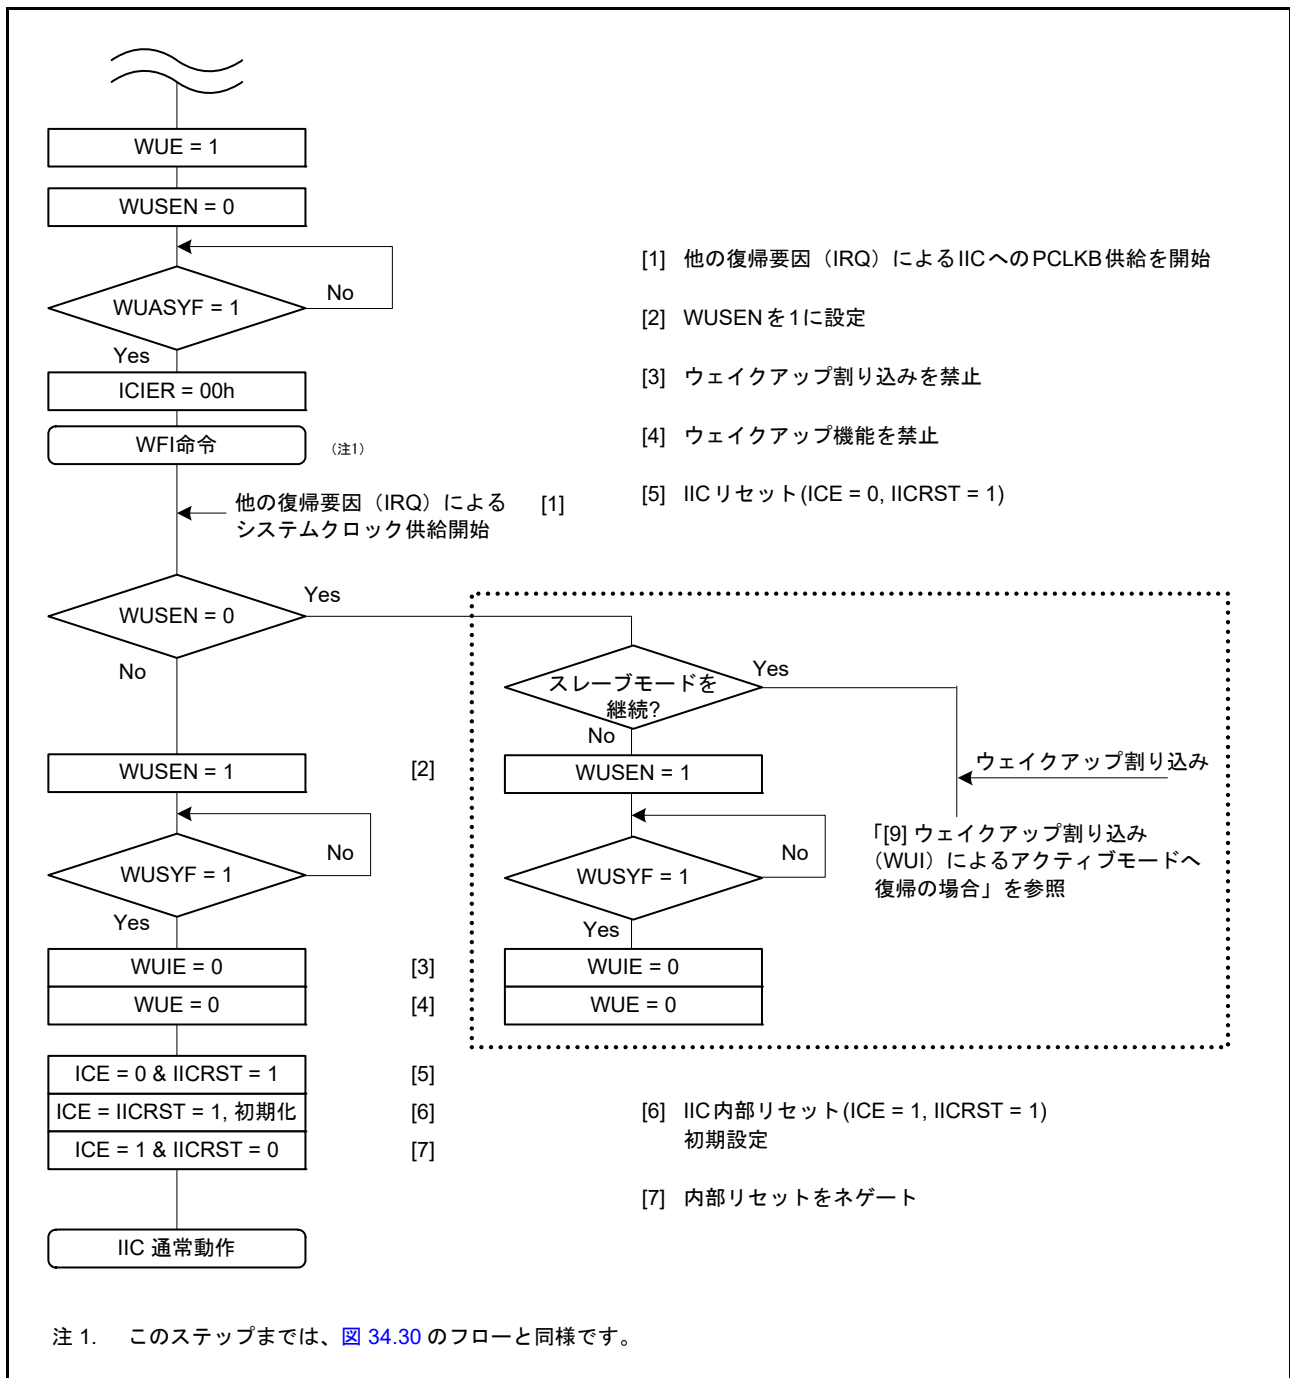 WUE = 1
WUSEN = 0
WUASYF = 1
No
Yes
ICIER = 00h
WFI命令
（注1）
他の復帰要因（IRQ）による
システムクロック供給開始
[1]
[1] 他の復帰要因（IRQ）によるIICへのPCLKB供給を開始
[2] WUSENを1に設定
[3] ウェイクアップ割り込みを禁止
[4] ウェイクアップ機能を禁止
[5] IICリセット(ICE = 0, IICRST = 1)
WUSEN = 0
Yes
No
WUSEN = 1
[2]
WUSYF = 1
No
Yes
WUIE = 0
[3]
WUE = 0
[4]
スレーブモードを
継続?
Yes
No
WUSEN = 1
WUSYF = 1
No
Yes
WUIE = 0
WUE = 0
ウェイクアップ割り込み
「[9] ウェイクアップ割り込み
（WUI）によるアクティブモードへ
復帰の場合」を参照
ICE = 0 & IICRST = 1
[5]
ICE = IICRST = 1, 初期化
[6]
ICE = 1 & IICRST = 0
[7]
[6] IIC内部リセット(ICE = 1, IICRST = 1)
初期設定
[7] 内部リセットをネゲート
IIC 通常動作
注 1. このステップまでは、図 34.30 のフローと同様です。